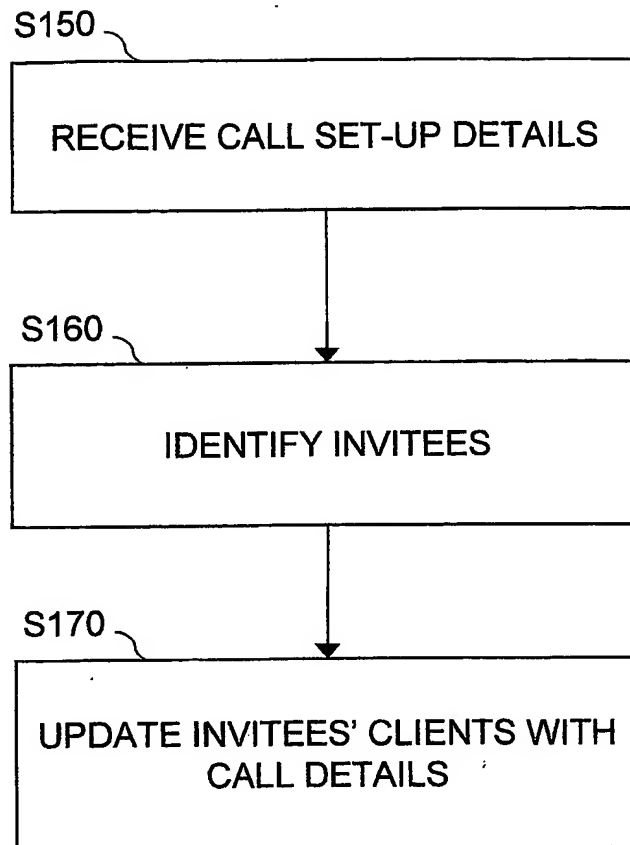 S150
RECEIVE CALL SET-UP DETAILS
S160
IDENTIFY INVITEES
S170
UPDATE INVITEES' CLIENTS WITH
CALL DETAILS